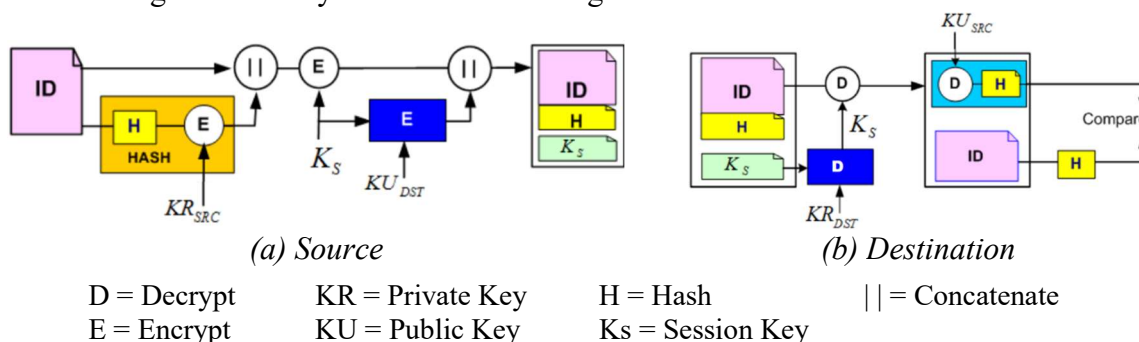 ID
H
E
HASH
KR_SRC
||
E
K_S
E
KU_DST
||
ID
H
K_S
ID
H
K_S
D
K_S
D
KR_DST
KU_SRC
D
H
ID
H
Compar
(a) Source
(b) Destination
D = Decrypt KR = Private Key H = Hash || = Concatenate
E = Encrypt KU = Public Key Ks = Session Key